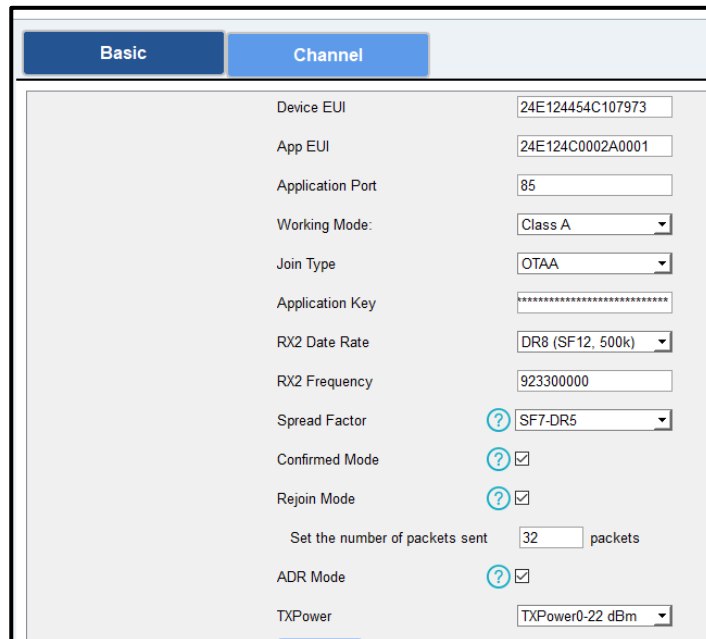 Basic Channel
Device EUI 24E124454C107973
App EUI 24E124C0002A0001
Application Port 85
Working Mode: Class A
Join Type OTAA
Application Key ****************************
RX2 Date Rate DR8 (SF12, 500k)
RX2 Frequency 923300000
Spread Factor ? SF7-DR5
Confirmed Mode ?
Rejoin Mode ?
Set the number of packets sent 32 packets
ADR Mode ?
TXPower TXPower0-22 dBm